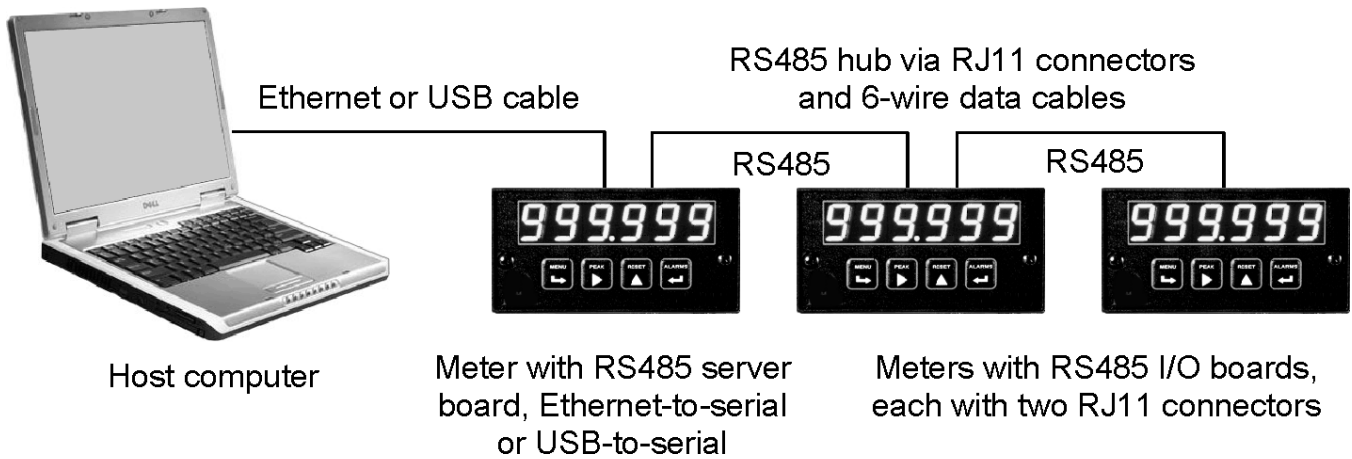 Ethernet or USB cable
RS485 hub via RJ11 connectors
and 6-wire data cables
RS485
RS485
DELL
999.999
MENU PEAK RESET ALARMS
999.999
MENU PEAK RESET ALARMS
999.999
MENU PEAK RESET ALARMS
Host computer
Meter with RS485 server
board, Ethernet-to-serial
or USB-to-serial
Meters with RS485 I/O boards,
each with two RJ11 connectors